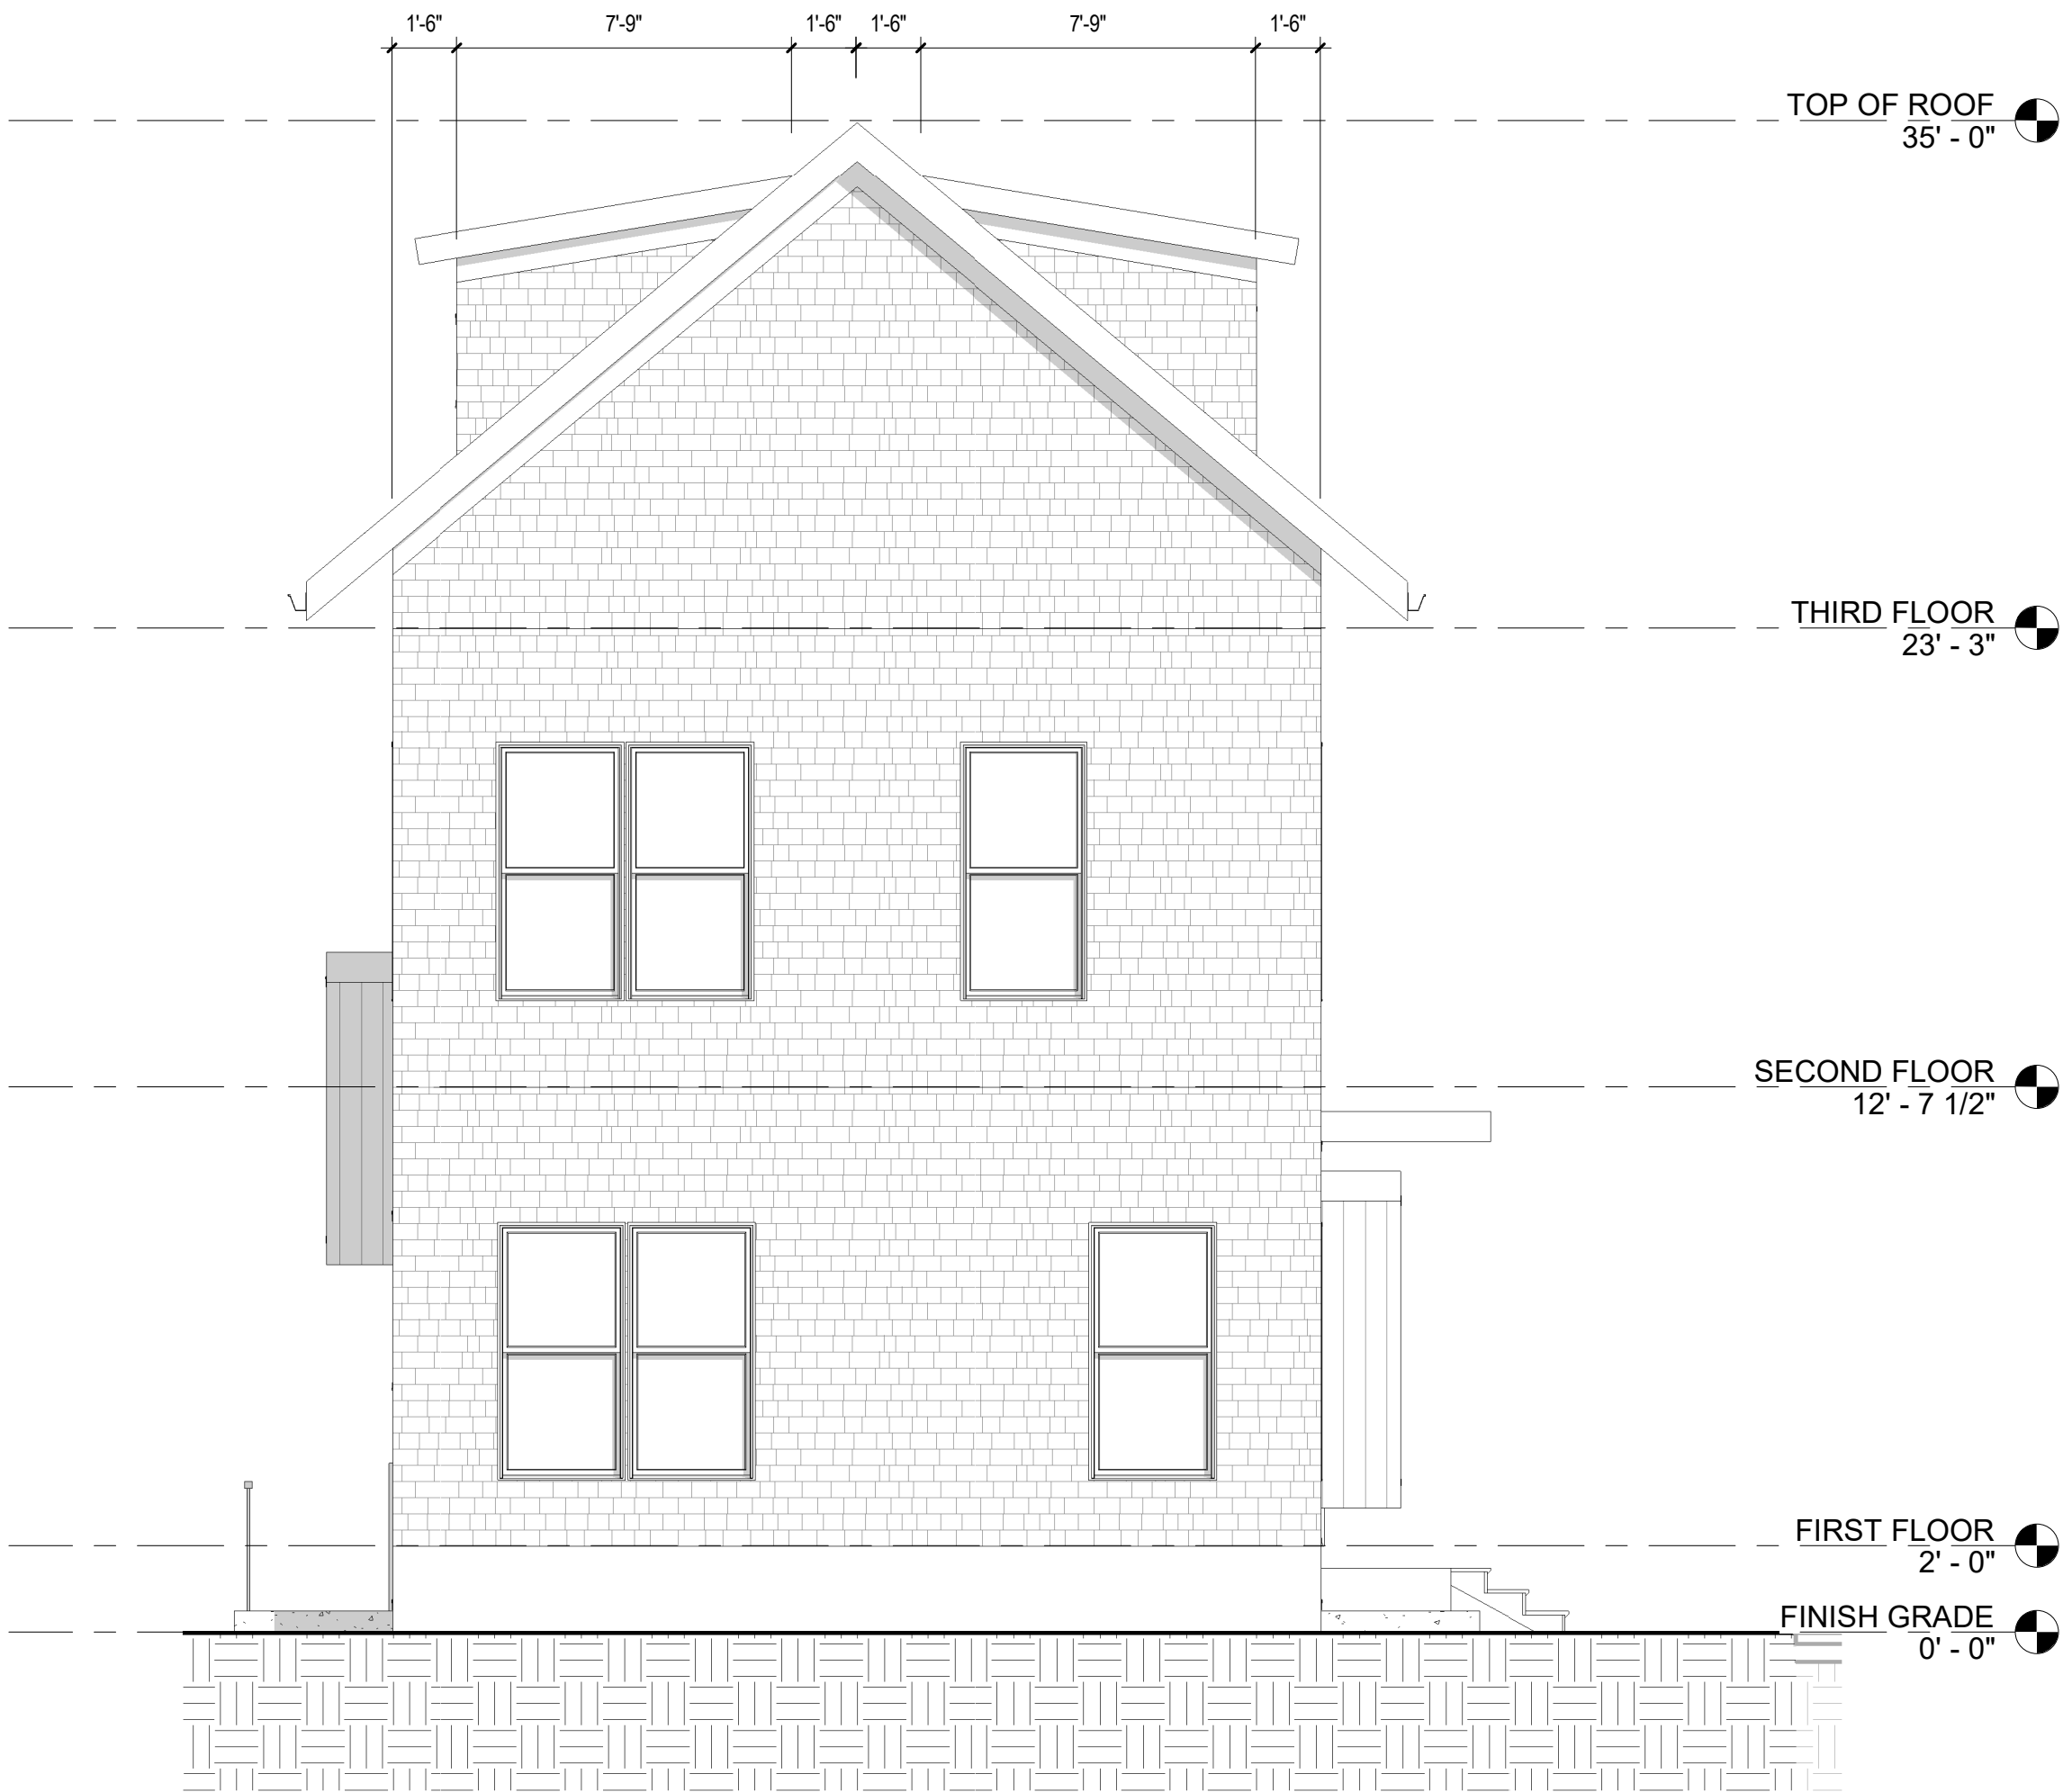 1'-6" 7'-9" 1'-6" 1'-6" 7'-9" 1'-6"
TOP OF ROOF
35' - 0"
THIRD FLOOR
23' - 3"
SECOND FLOOR
12' - 7 1/2"
FIRST FLOOR
2' - 0"
FINISH GRADE
0' - 0"